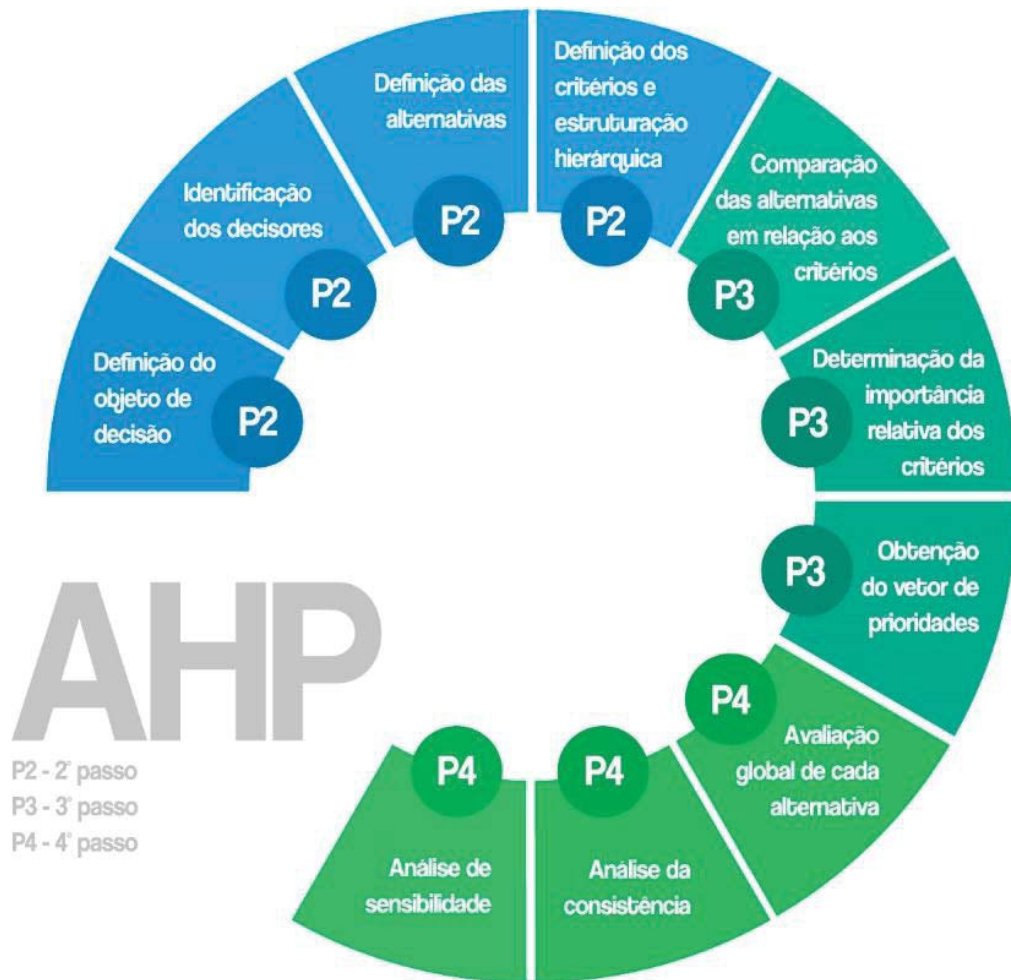 Definição do
objeto de
decisão
P2
Identificação
dos decisores
P2
Definição das
alternativas
P2
Definição dos
critérios e
estruturação
hierárquica
P2
Comparação
das alternativas
em relação aos
critérios
P3
Determinação da
importância
relativa dos
critérios
P3
Obtenção
do vetor de
prioridades
P3
Avaliação
global de cada
alternativa
P4
Análise da
consistência
P4
Análise de
sensibilidade
P4
AHP
P2 - 2° passo
P3 - 3° passo
P4 - 4° passo